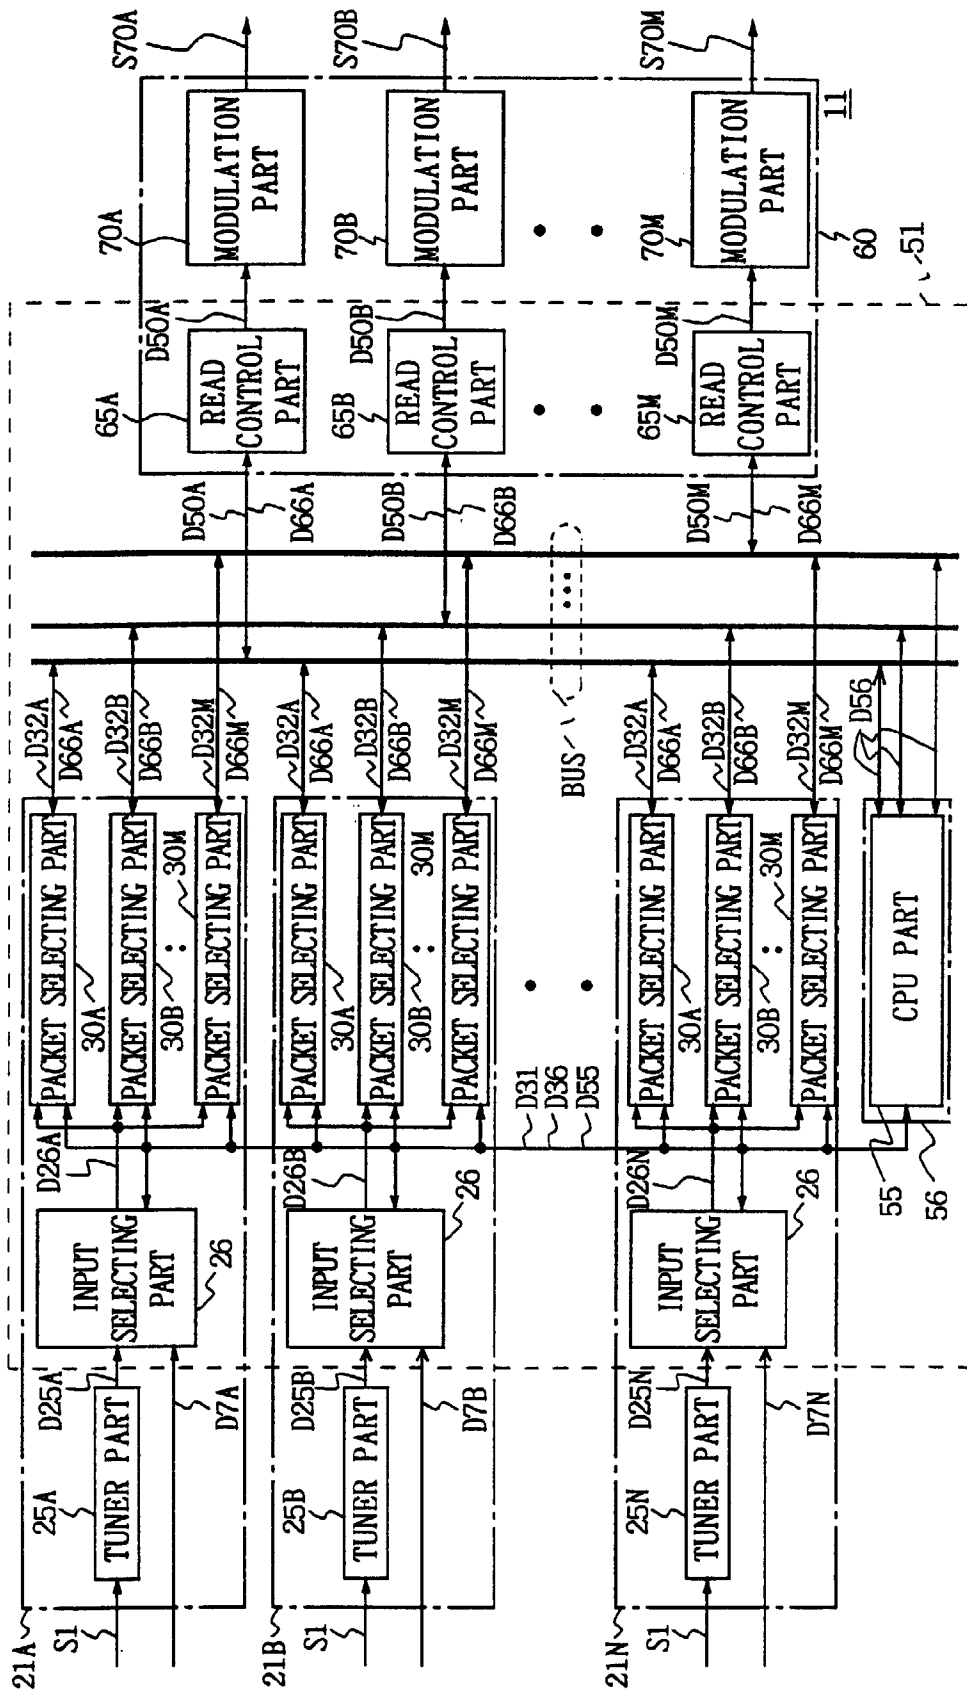 S70A
S70B
S70M
11
MODULATION
PART
MODULATION
PART
MODULATION
PART
70A
70B
70M
60
51
D50A
D50B
D50M
READ
CONTROL
PART
READ
CONTROL
PART
READ
CONTROL
PART
65A
65B
65M
D50A
D66A
D50B
D66B
D50M
D66M
BUS
D32A
D66A
D32B
D66B
D32M
D66M
D32A
D66A
D32B
D66B
D32M
D66M
D32A
D66A
D32B
D66B
D32M
D66M
D56
PACKET SELECTING PART
PACKET SELECTING PART
PACKET SELECTING PART
30A
30B
30M
PACKET SELECTING PART
PACKET SELECTING PART
PACKET SELECTING PART
30A
30B
30M
PACKET SELECTING PART
PACKET SELECTING PART
PACKET SELECTING PART
30A
30B
30M
CPU PART
55
56
D31
D36
D55
D26A
D26B
D26N
INPUT
SELECTING
PART
26
INPUT
SELECTING
PART
26
INPUT
SELECTING
PART
26
D25A
D7A
D25B
D7B
D25N
D7N
TUNER PART
25A
TUNER PART
25B
TUNER PART
25N
21A
S1
21B
S1
21N
S1